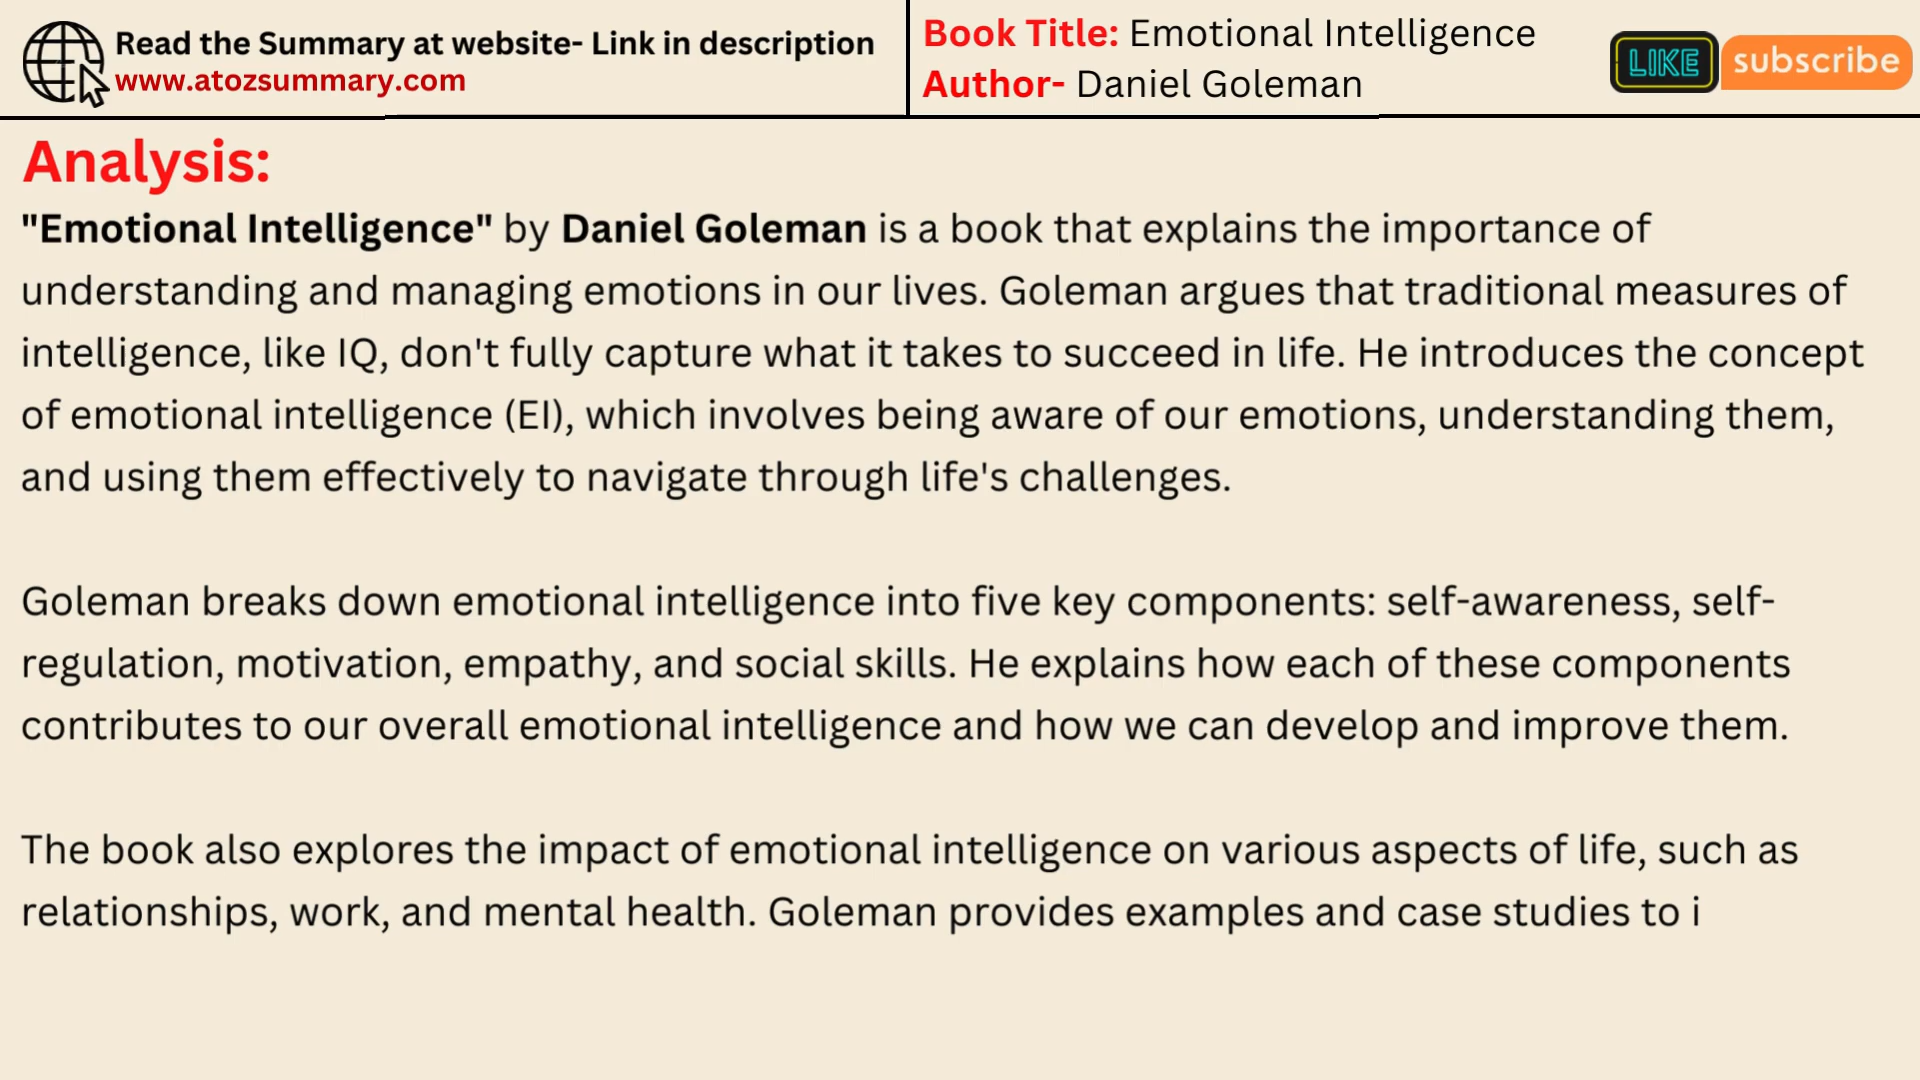 Read the Summary at website- Link in description
www.atozsummary.com
Book Title: Emotional Intelligence
Author- Daniel Goleman
LIKE
subscribe
Analysis:
"Emotional Intelligence" by Daniel Goleman is a book that explains the importance of
understanding and managing emotions in our lives. Goleman argues that traditional measures of
intelligence, like IQ, don't fully capture what it takes to succeed in life. He introduces the concept
of emotional intelligence (EI), which involves being aware of our emotions, understanding them,
and using them effectively to navigate through life's challenges.
Goleman breaks down emotional intelligence into five key components: self-awareness, self-
regulation, motivation, empathy, and social skills. He explains how each of these components
contributes to our overall emotional intelligence and how we can develop and improve them.
The book also explores the impact of emotional intelligence on various aspects of life, such as
relationships, work, and mental health. Goleman provides examples and case studies to i